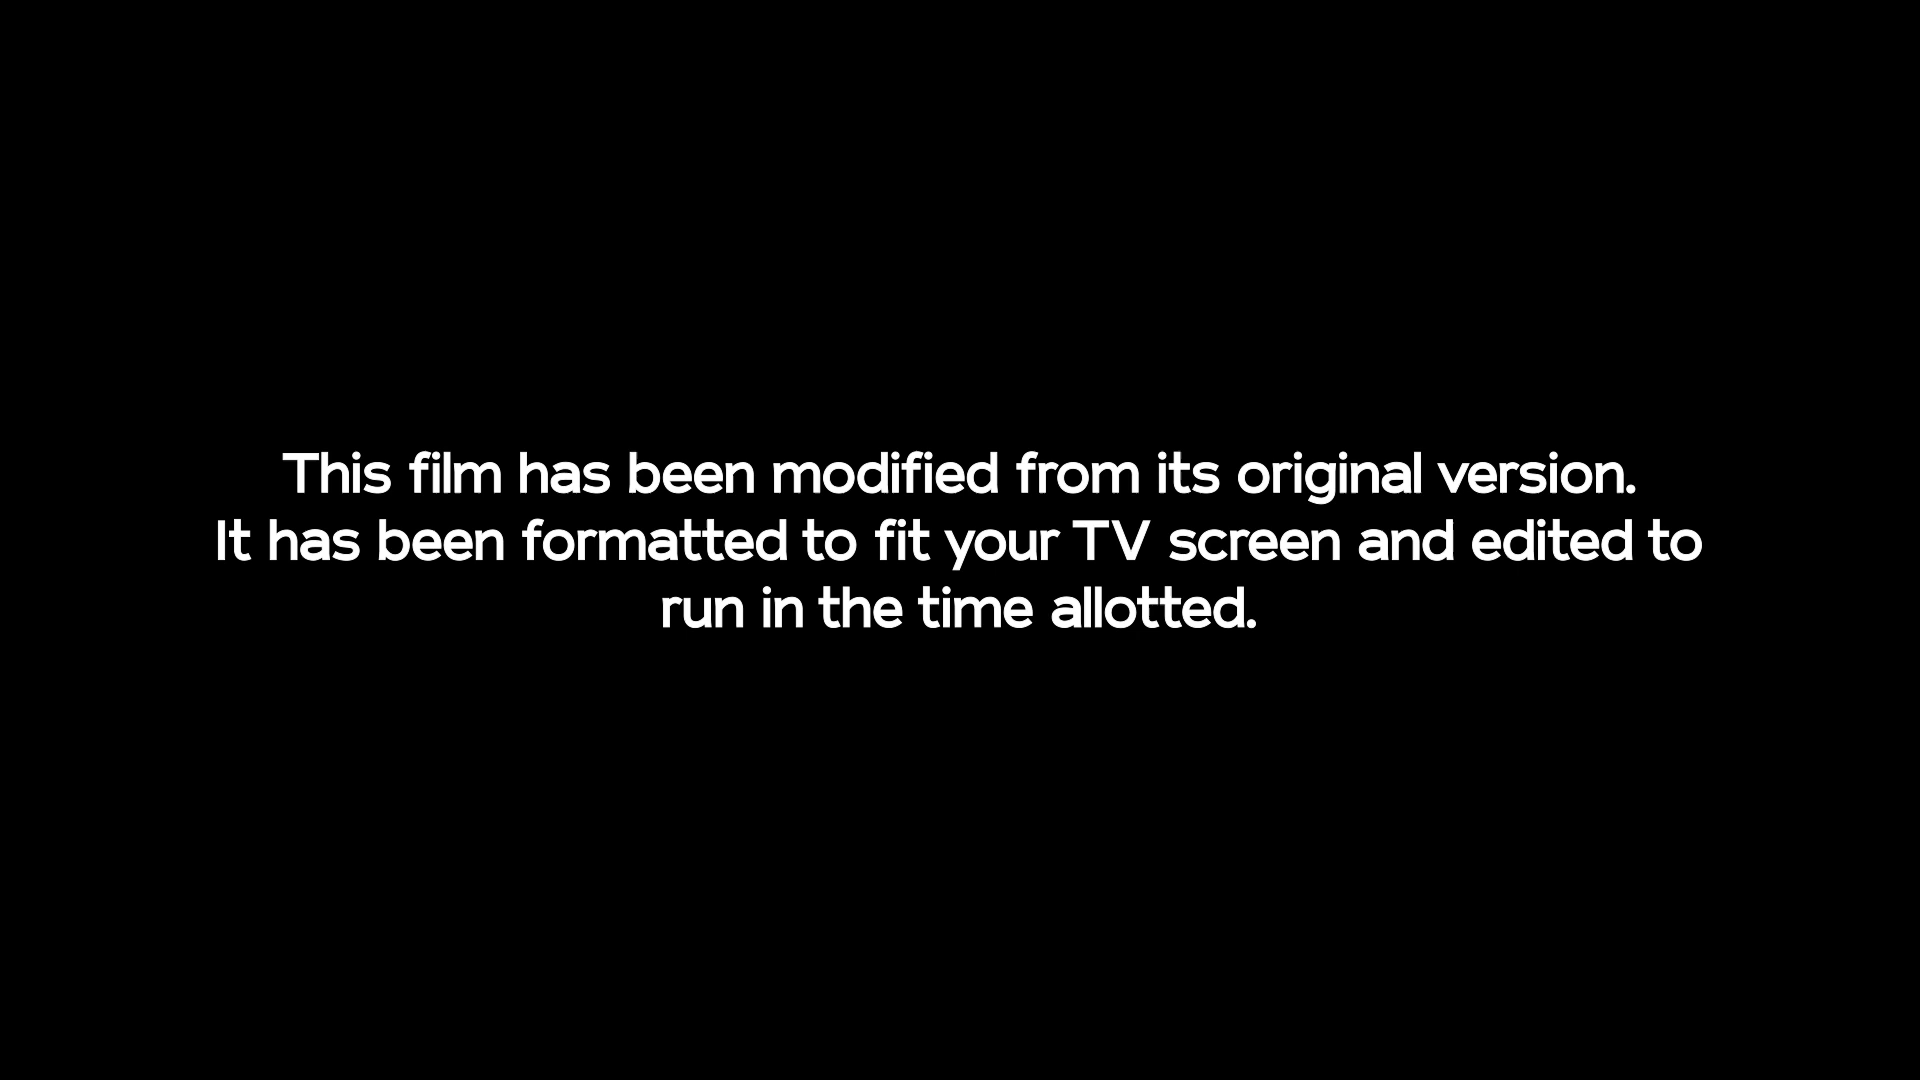 This film has been modified from its original version.
It has been formatted to fit your TV screen and edited to
run in the time allotted.